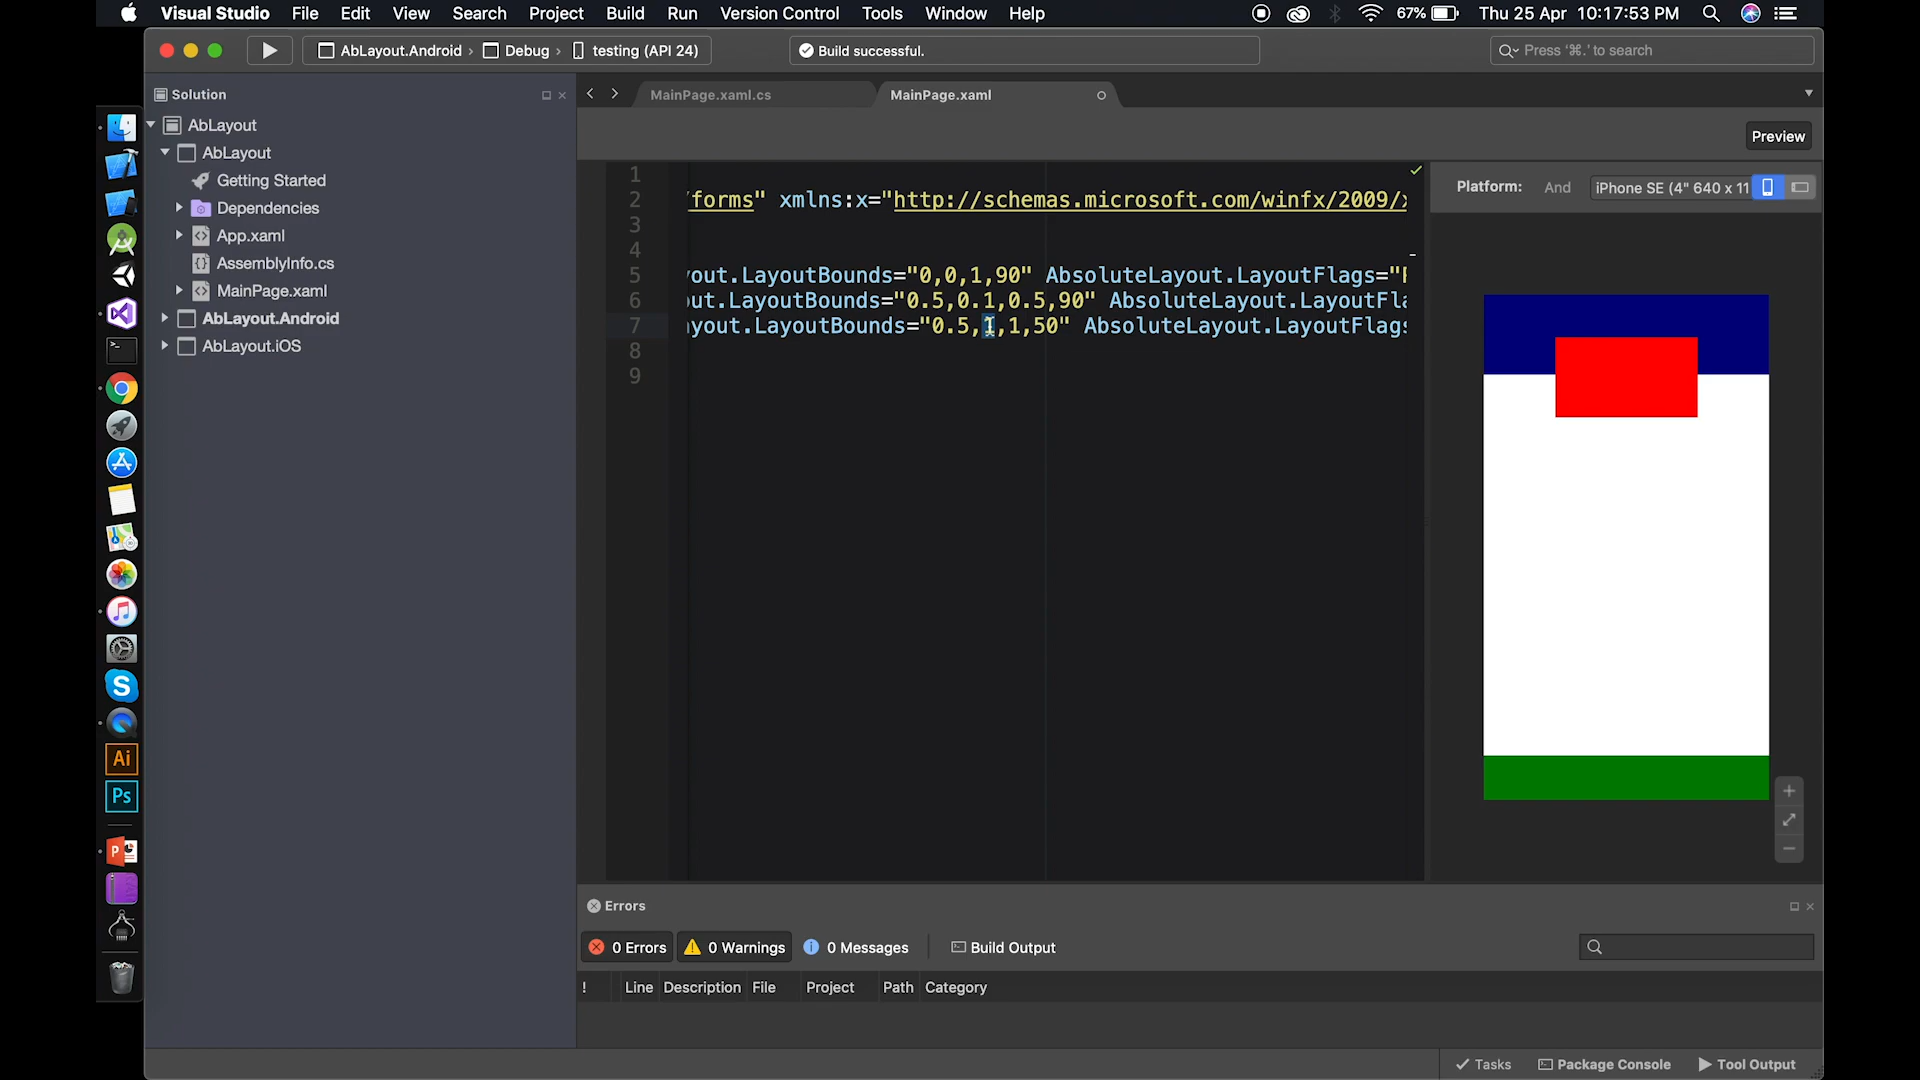 Visual Studio File Edit View Search Project Build Run Version Control Tools Window Help 67% Thu 25 Apr 10:17:53 PM
AbLayout.Android › Debug › testing (API 24) Build successful. Press '⌘.' to search
Solution MainPage.xaml.cs MainPage.xaml
AbLayout
AbLayout
Getting Started
Dependencies
App.xaml
AssemblyInfo.cs
MainPage.xaml
AbLayout.Android
AbLayout.iOS
Preview
Platform: And iPhone SE (4" 640 x 11
1
2 /forms" xmlns:x="http://schemas.microsoft.com/winfx/2009/x
3
4
5 yout.LayoutBounds="0,0,1,90" AbsoluteLayout.LayoutFlags="P
6 out.LayoutBounds="0.5,0.1,0.5,90" AbsoluteLayout.LayoutFla
7 ayout.LayoutBounds="0.5,1,1,50" AbsoluteLayout.LayoutFlags
8
9
Ai
Ps
Errors
0 Errors 0 Warnings 0 Messages Build Output
! Line Description File Project Path Category
Tasks Package Console Tool Output